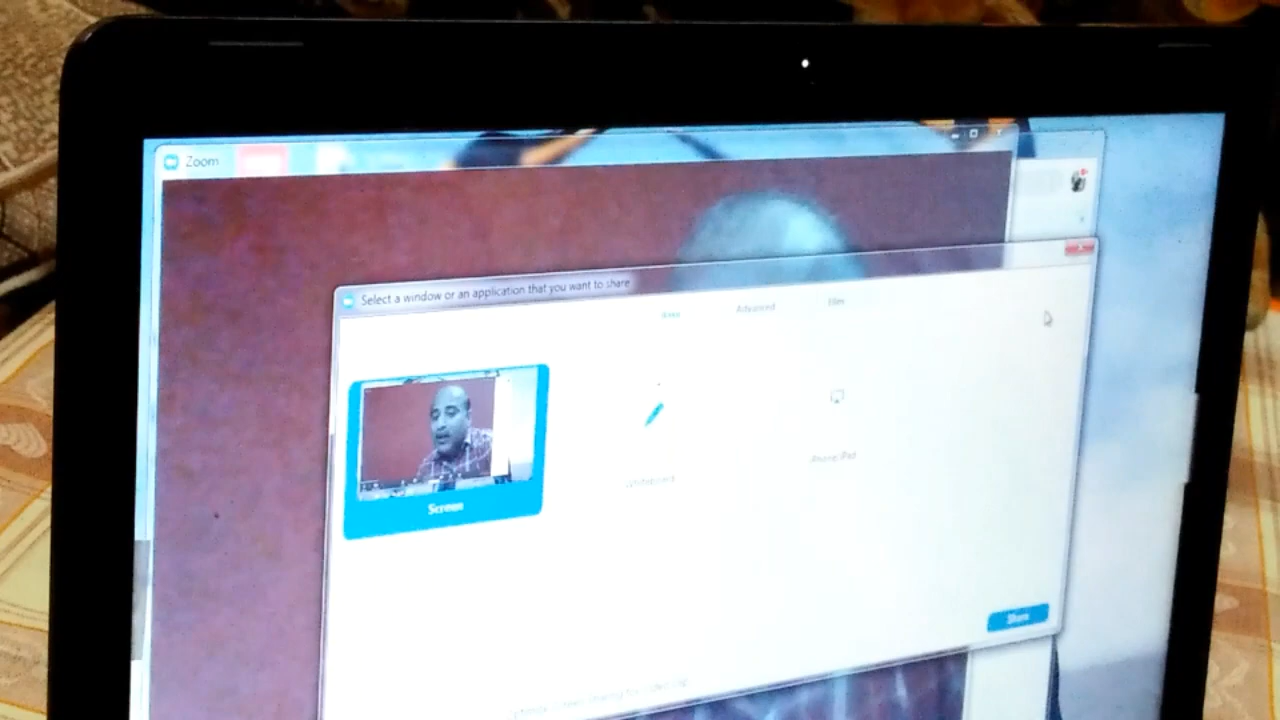 Zoom
Select a window or an application that you want to share
Basic Advanced Files
Screen
Whiteboard
iPhone/iPad
Share